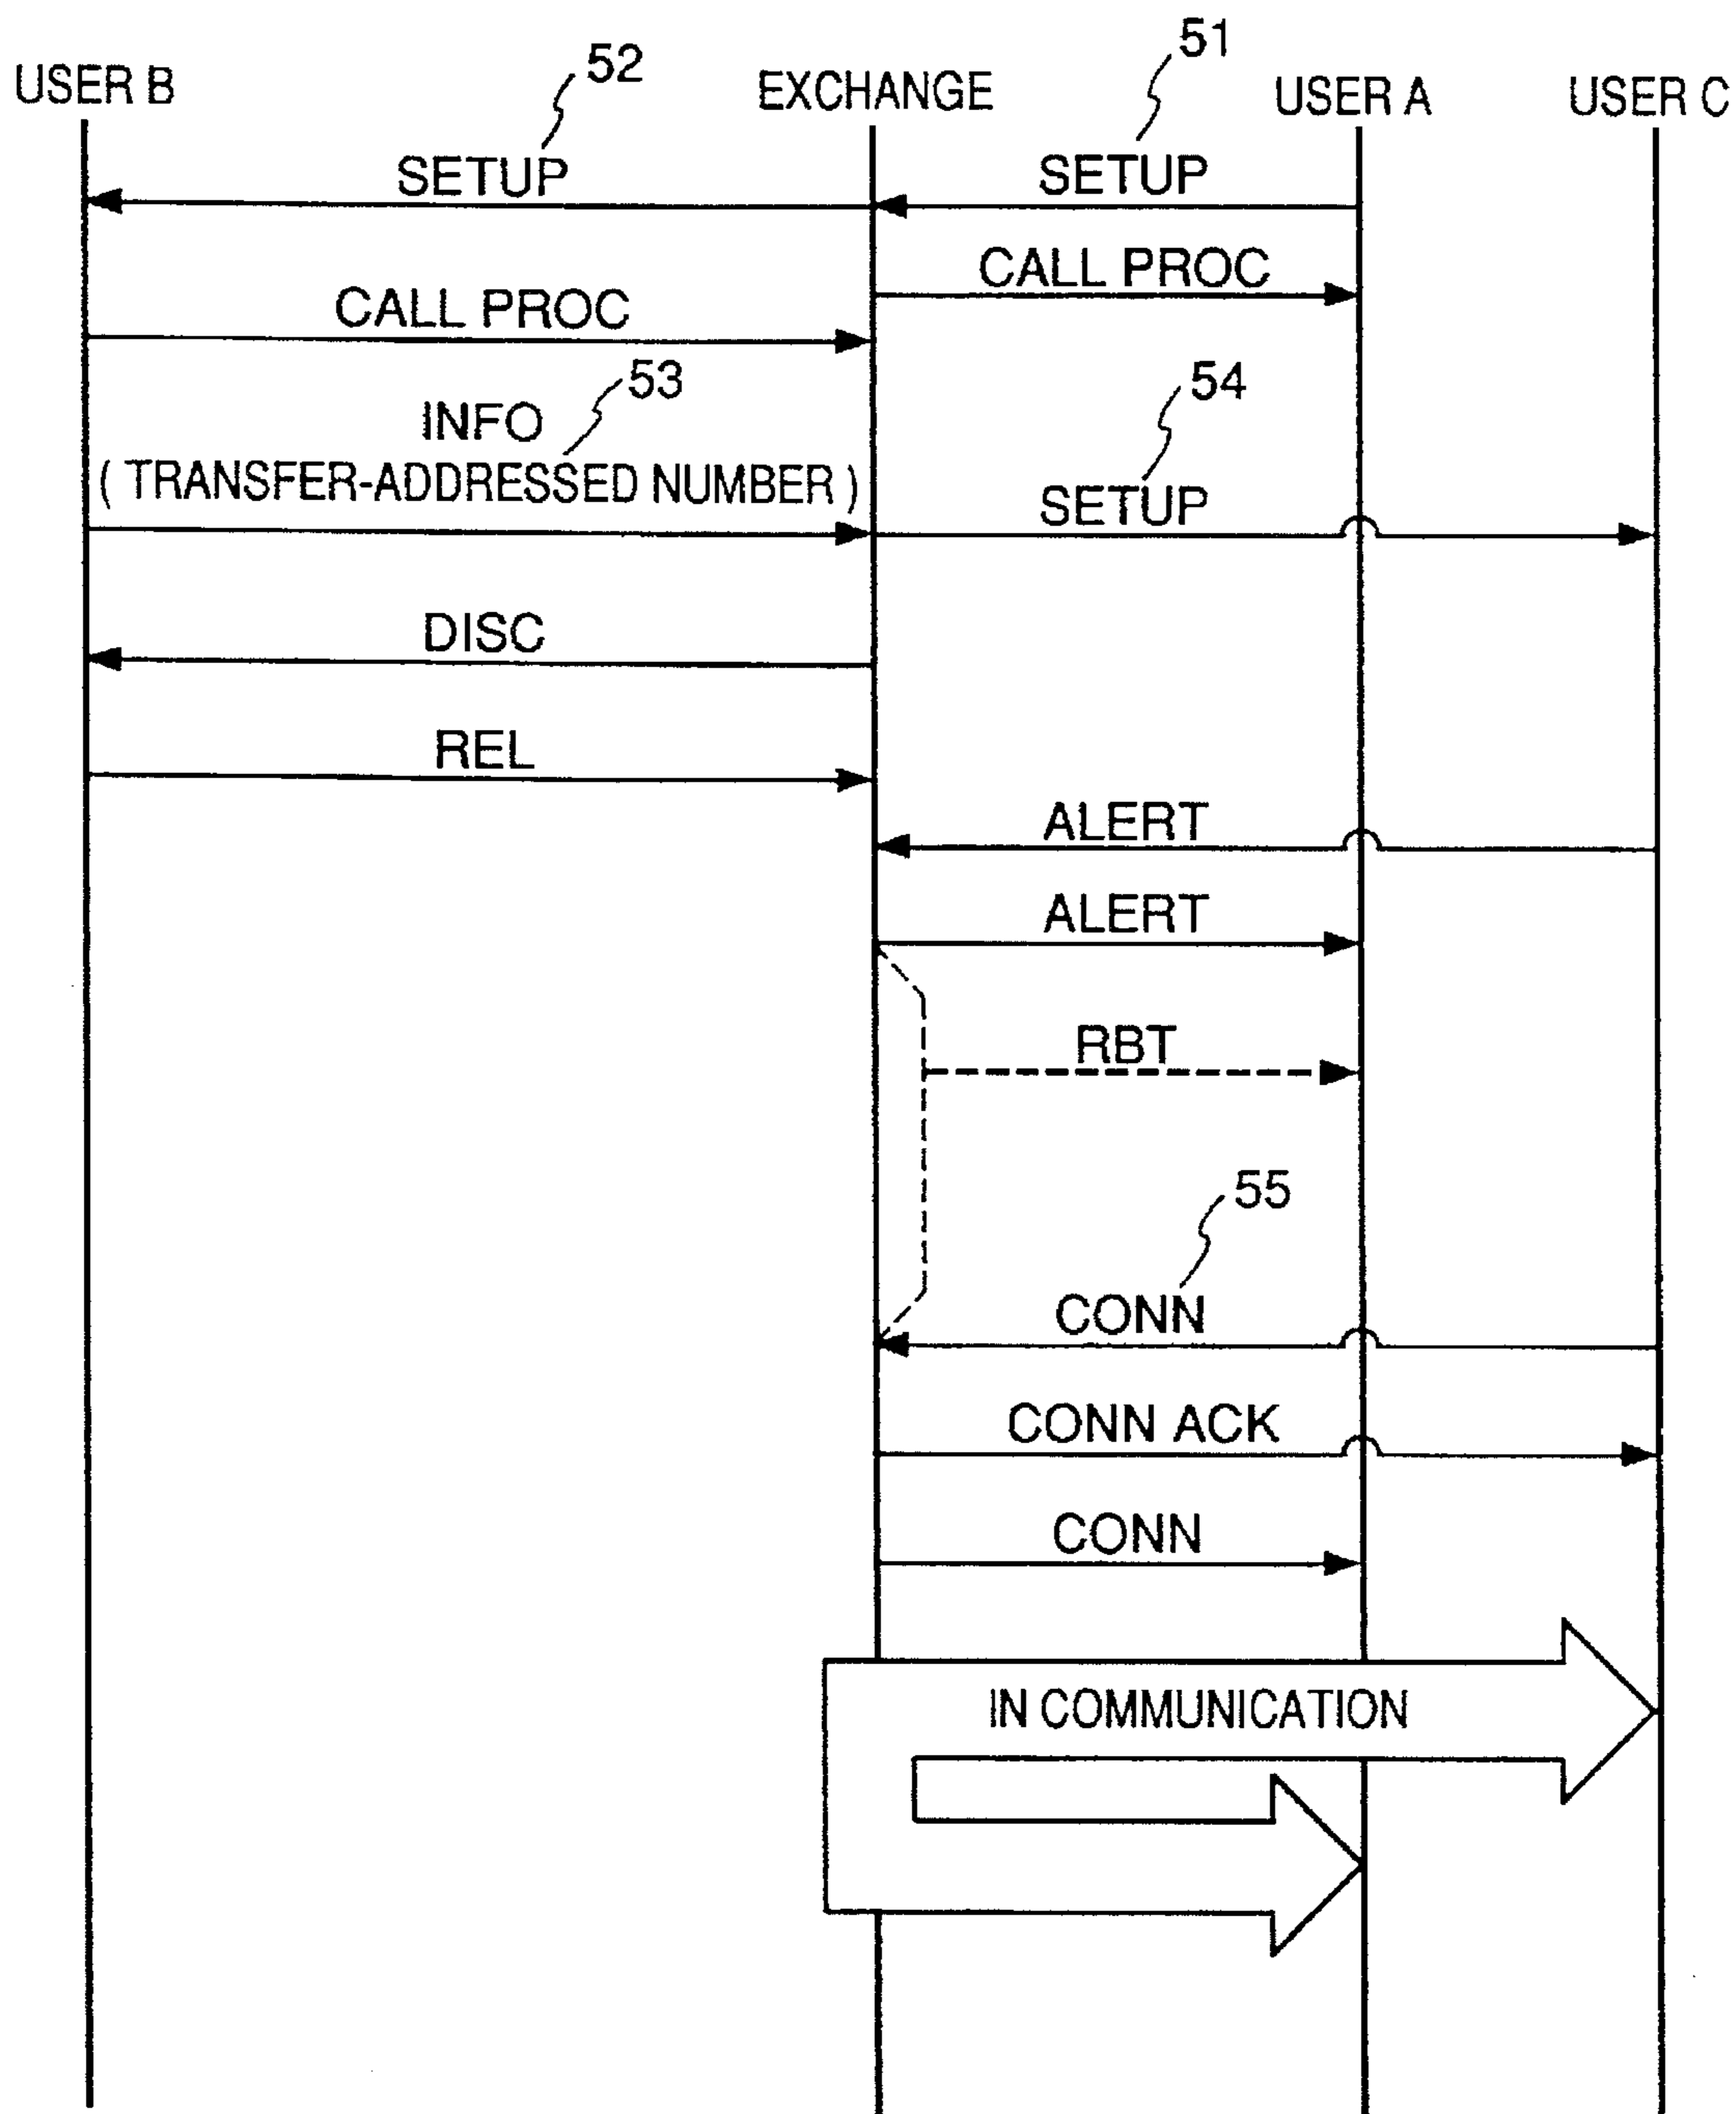 51
52
USER B
EXCHANGE
USER A
USER C
SETUP
SETUP
CALL PROC
CALL PROC
53
54
INFO
( TRANSFER-ADDRESSED NUMBER )
SETUP
DISC
REL
ALERT
ALERT
RBT
55
CONN
CONN ACK
CONN
IN COMMUNICATION